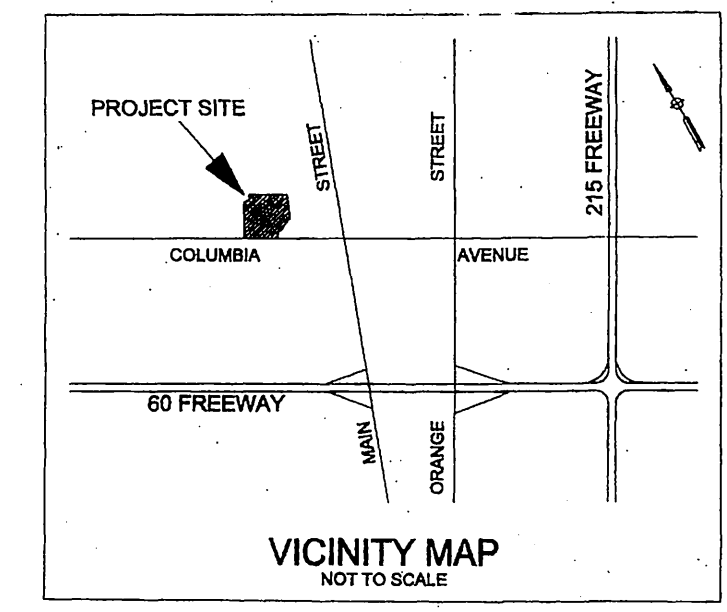 PROJECT SITE
STREET
STREET
215 FREEWAY
COLUMBIA
AVENUE
60 FREEWAY
MAIN
ORANGE
VICINITY MAP
NOT TO SCALE